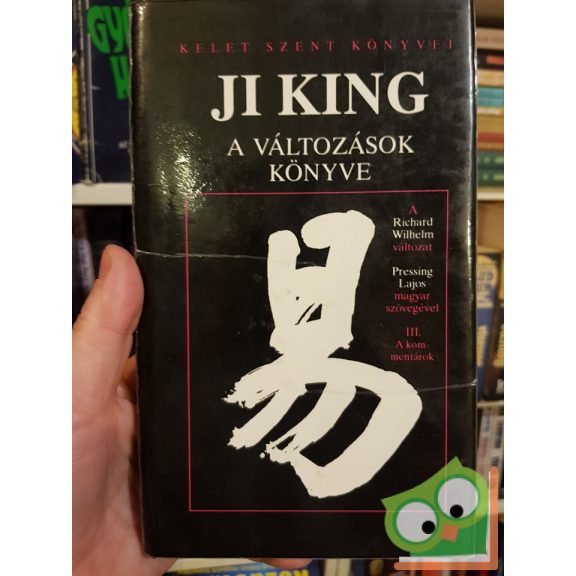 KELET SZENT KÖNYVEI
JI KING
A VÁLTOZÁSOK
KÖNYVE
A
Richard
Wilhelm
változat
Pressing
Lajos
magyar
szövegével
III.
A kom-
mentárok
易